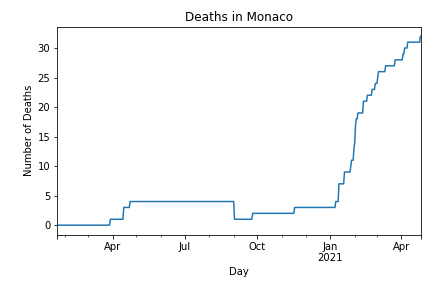 Deaths in Monaco
Number of Deaths
30
25
20
15
10
5
0
Apr
Jul
Oct
Jan
2021
Apr
Day